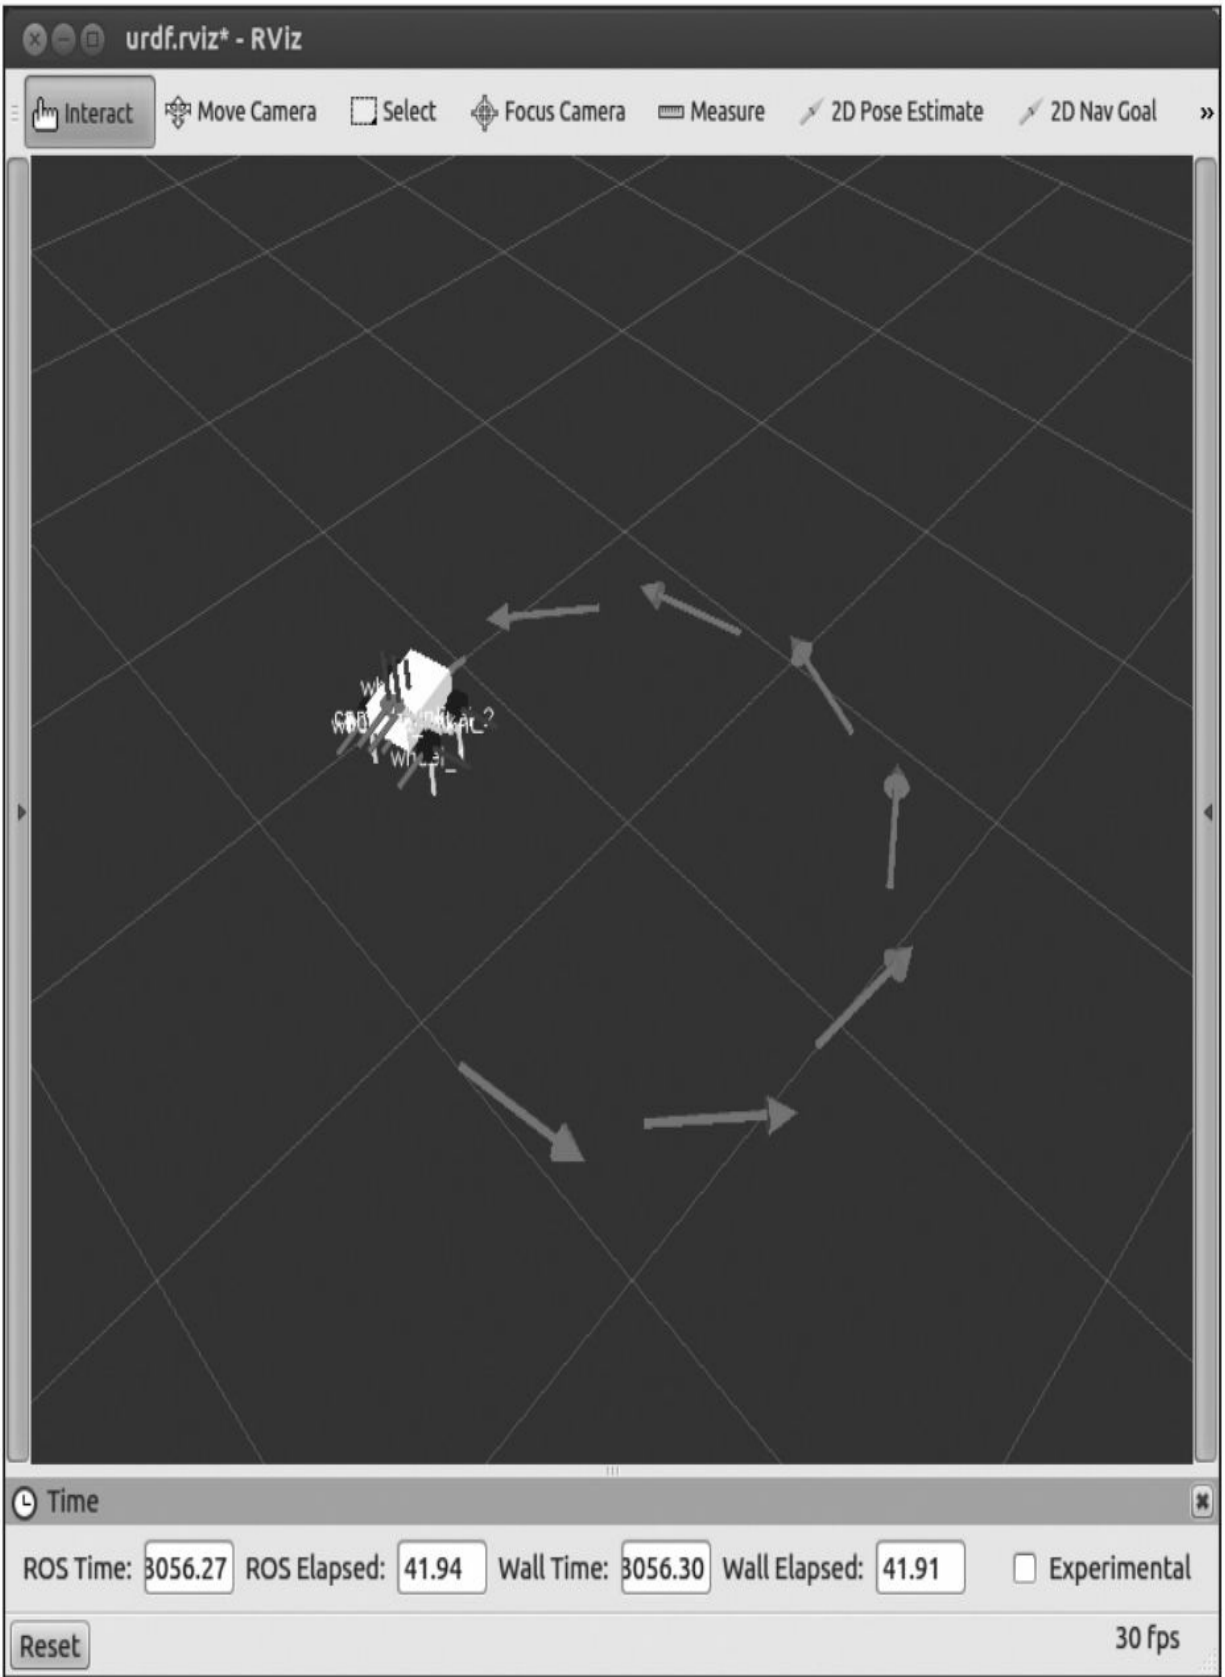 urdf.rviz* - RViz
Interact Move Camera Select Focus Camera Measure 2D Pose Estimate 2D Nav Goal »
Time
ROS Time: 3056.27 ROS Elapsed: 41.94 Wall Time: 3056.30 Wall Elapsed: 41.91 Experimental
Reset 30 fps